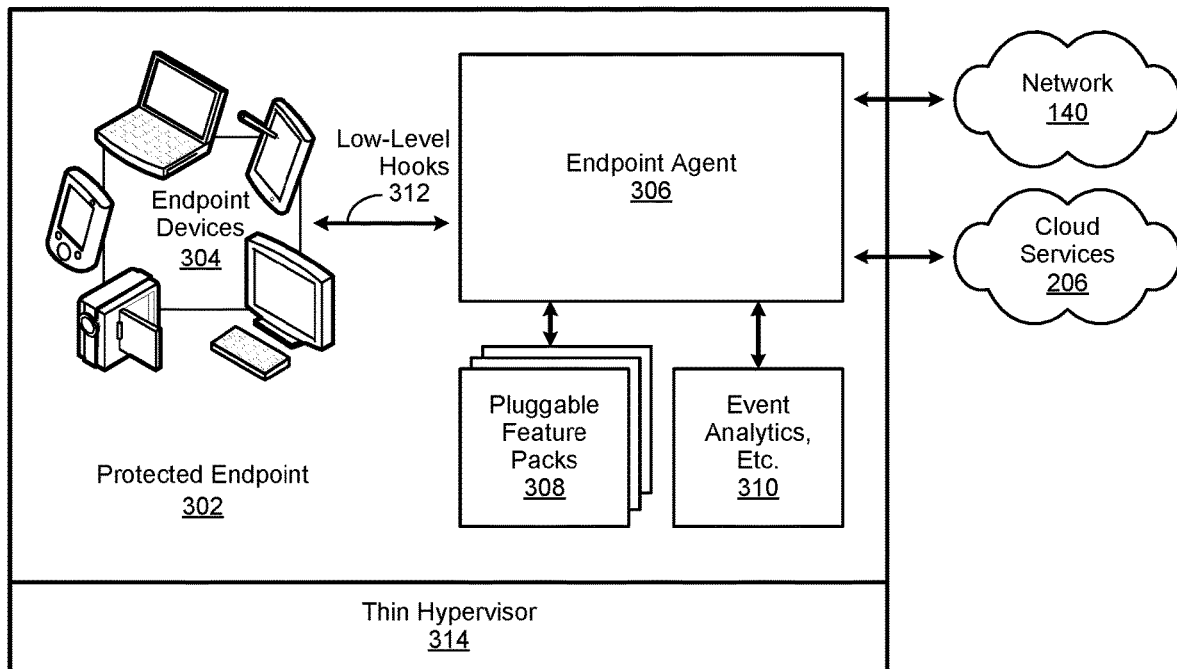 Low-Level
Hooks
312
Endpoint
Devices
304
Endpoint Agent
306
Network
140
Cloud
Services
206
Pluggable
Feature
Packs
308
Event
Analytics,
Etc.
310
Protected Endpoint
302
Thin Hypervisor
314